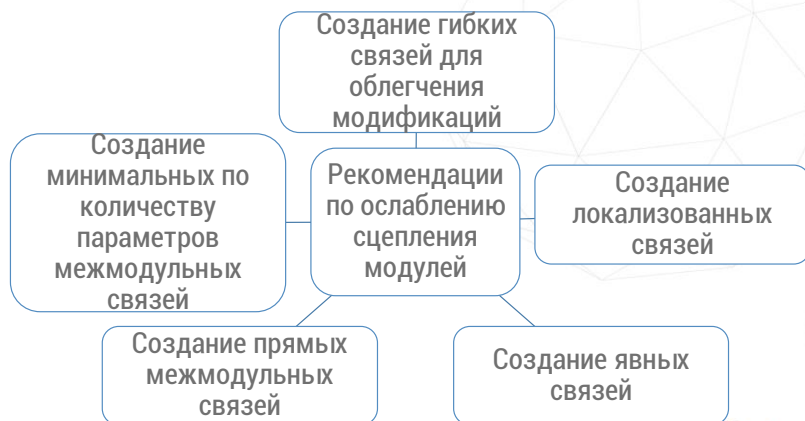 Создание гибких
связей для
облегчения
модификаций
Создание
минимальных по
количеству
параметров
межмодульных
связей
Рекомендации
по ослаблению
сцепления
модулей
Создание
локализованных
связей
Создание прямых
межмодульных
связей
Создание явных
связей